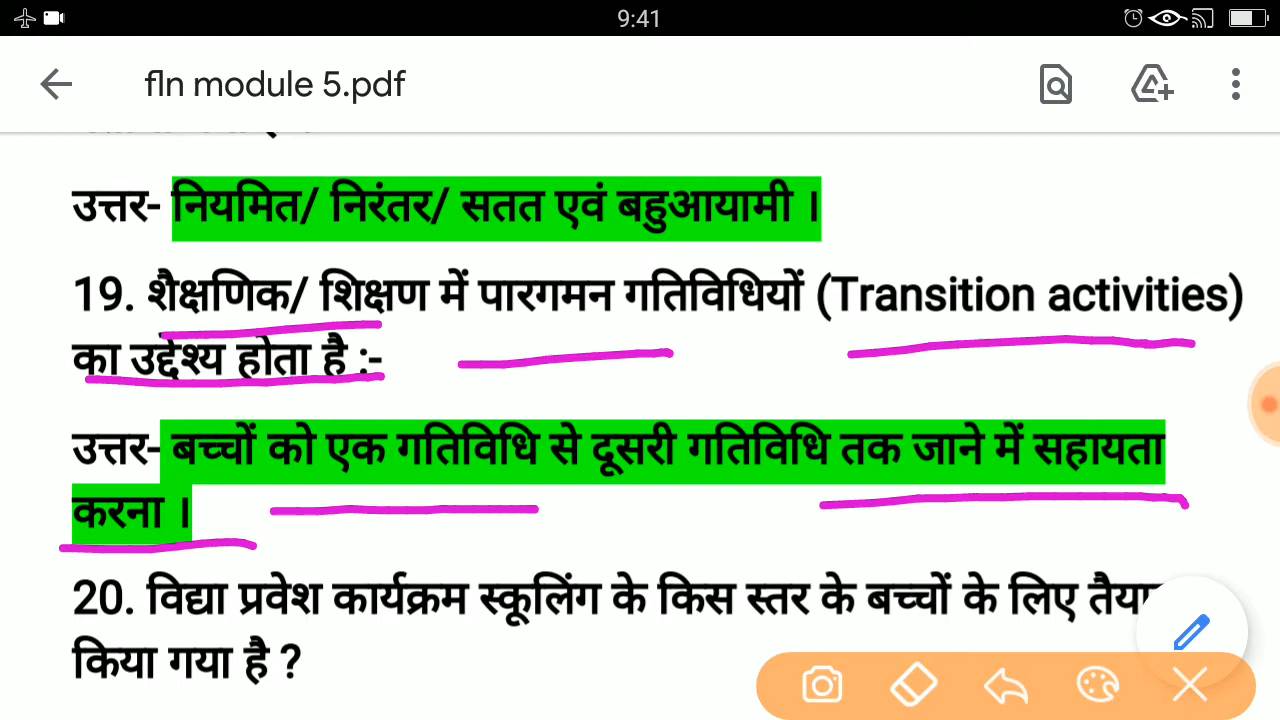 9:41
fln module 5.pdf
उत्तर- नियमित/ निरंतर/ सतत एवं बहुआयामी ।
19. शैक्षणिक/ शिक्षण में पारगमन गतिविधियों (Transition activities)
का उद्देश्य होता है :-
उत्तर- बच्चों को एक गतिविधि से दूसरी गतिविधि तक जाने में सहायता
करना ।
20. विद्या प्रवेश कार्यक्रम स्कूलिंग के किस स्तर के बच्चों के लिए
किया गया है ?